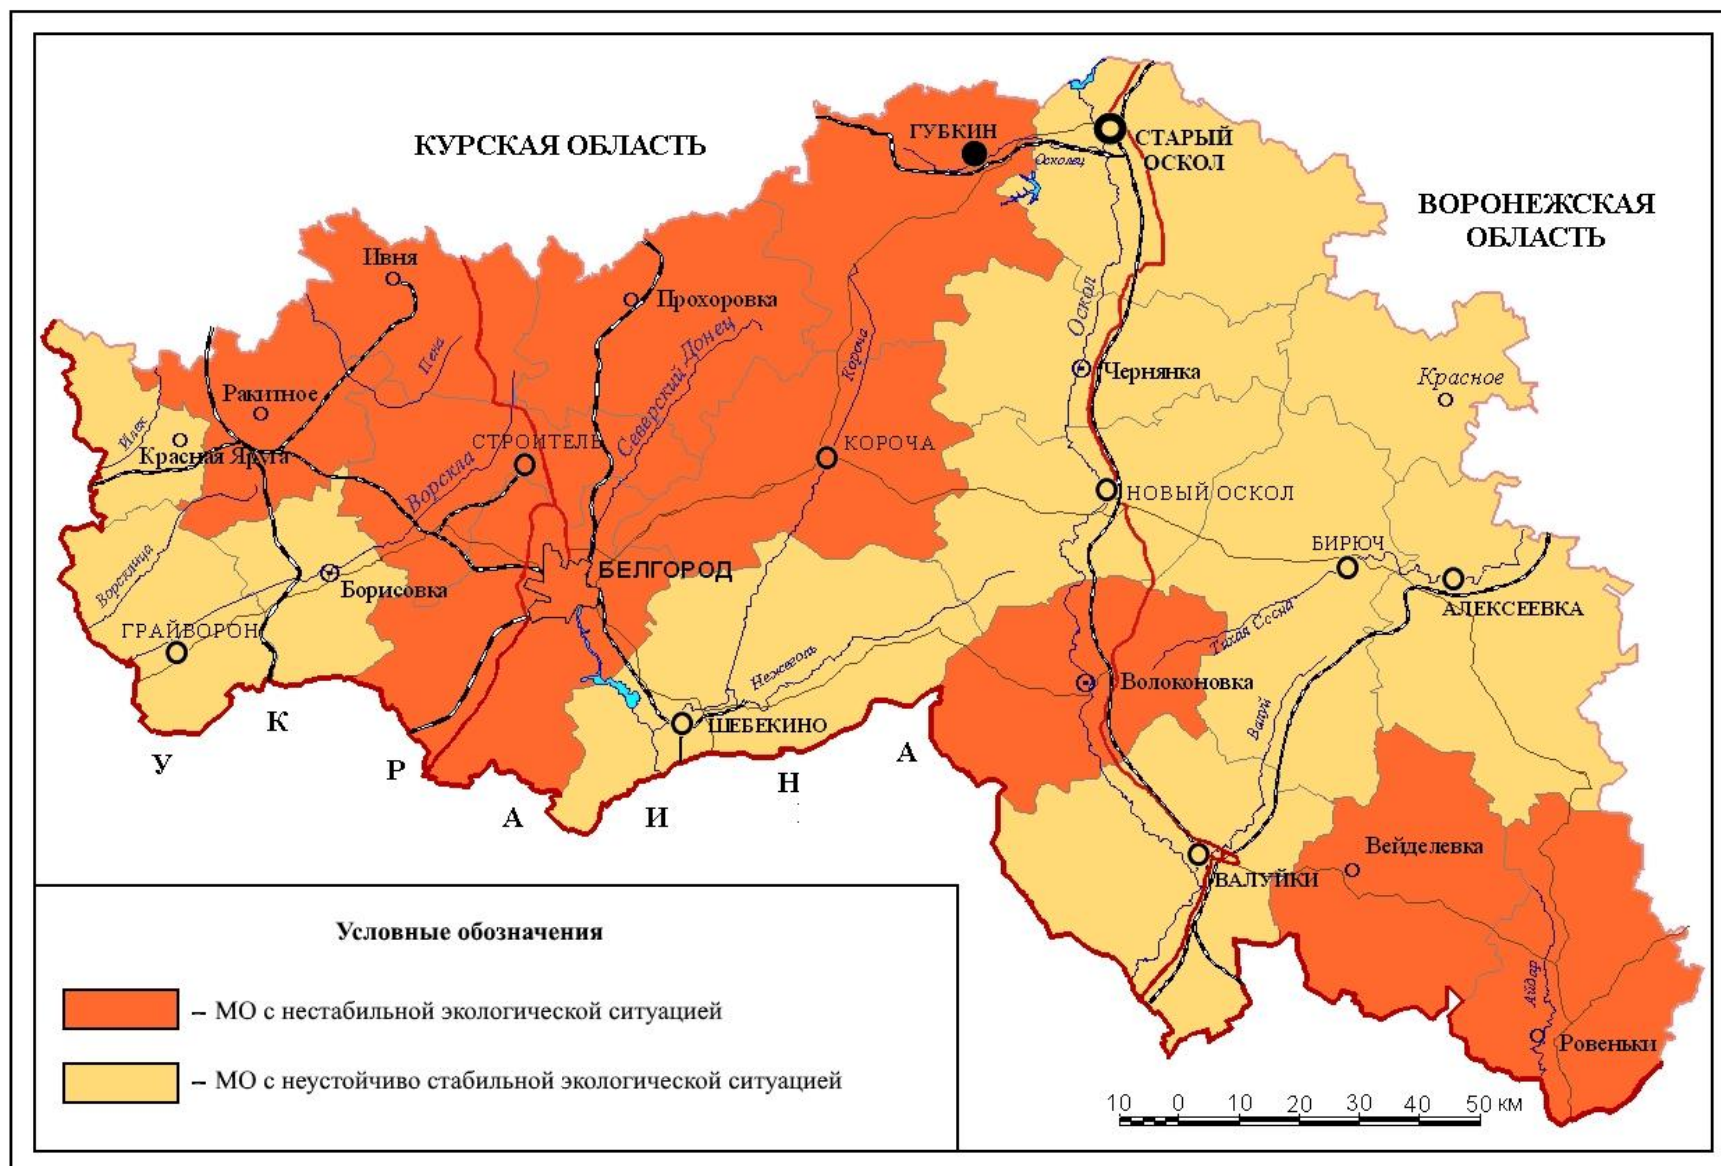 КУРСКАЯ ОБЛАСТЬ
ГУБКИН
СТАРЫЙ
ОСКОЛ
Осколец
ВОРОНЕЖСКАЯ
ОБЛАСТЬ
Ивня
Прохоровка
Оскол
Пена
Северский Донец
Короча
Чернянка
Красное
Ракитное
Илек
Красная Яруга
СТРОИТЕЛЬ
КОРОЧА
Ворскла
НОВЫЙ ОСКОЛ
БИРЮЧ
Ворсклица
Борисовка
БЕЛГОРОД
АЛЕКСЕЕВКА
ГРАЙВОРОН
Тихая Сосна
Нежеголь
Волоконовка
Валуй
ШЕБЕКИНО
У К Р А И Н А
Вейделевка
ВАЛУЙКИ
Айдар
Ровеньки
Условные обозначения
– МО с нестабильной экологической ситуацией
– МО с неустойчиво стабильной экологической ситуацией
10 0 10 20 30 40 50 км